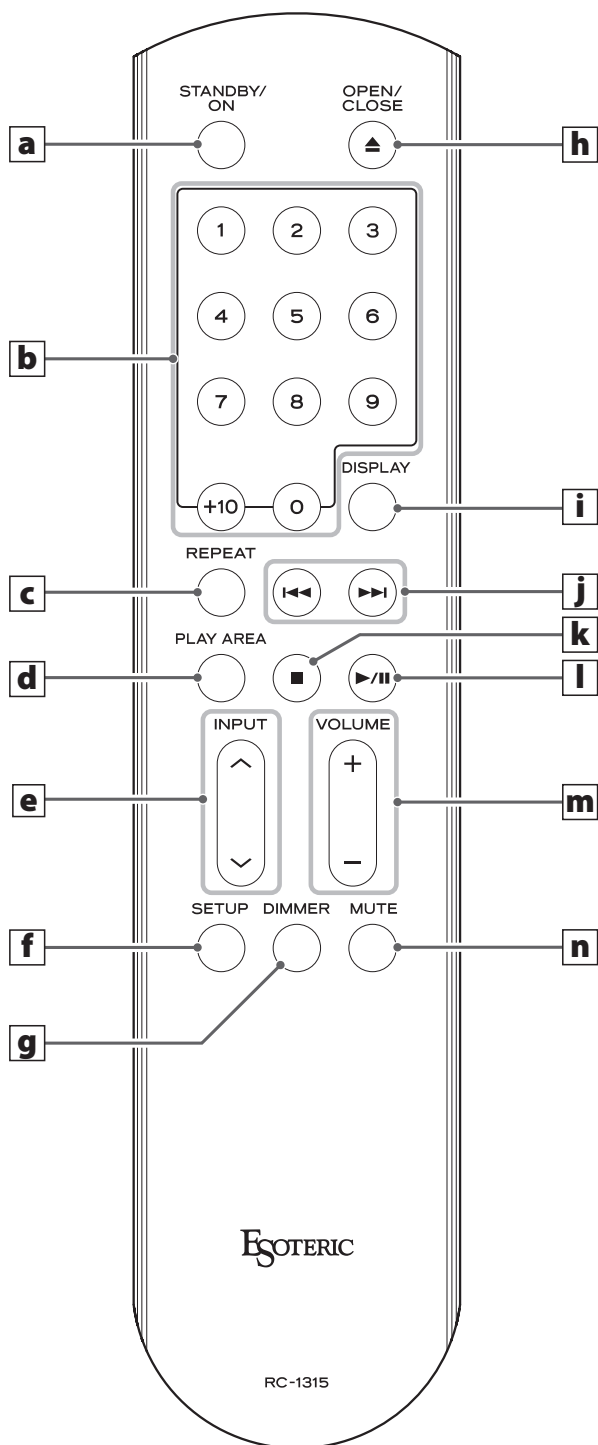 STANDBY/
ON
OPEN/
CLOSE
a
h
1 2 3
4 5 6
b
7 8 9
DISPLAY
+10 0
i
REPEAT
c
j
k
PLAY AREA
d
l
INPUT VOLUME
+
e
m
−
SETUP DIMMER MUTE
f
n
g
ESOTERIC
RC-1315